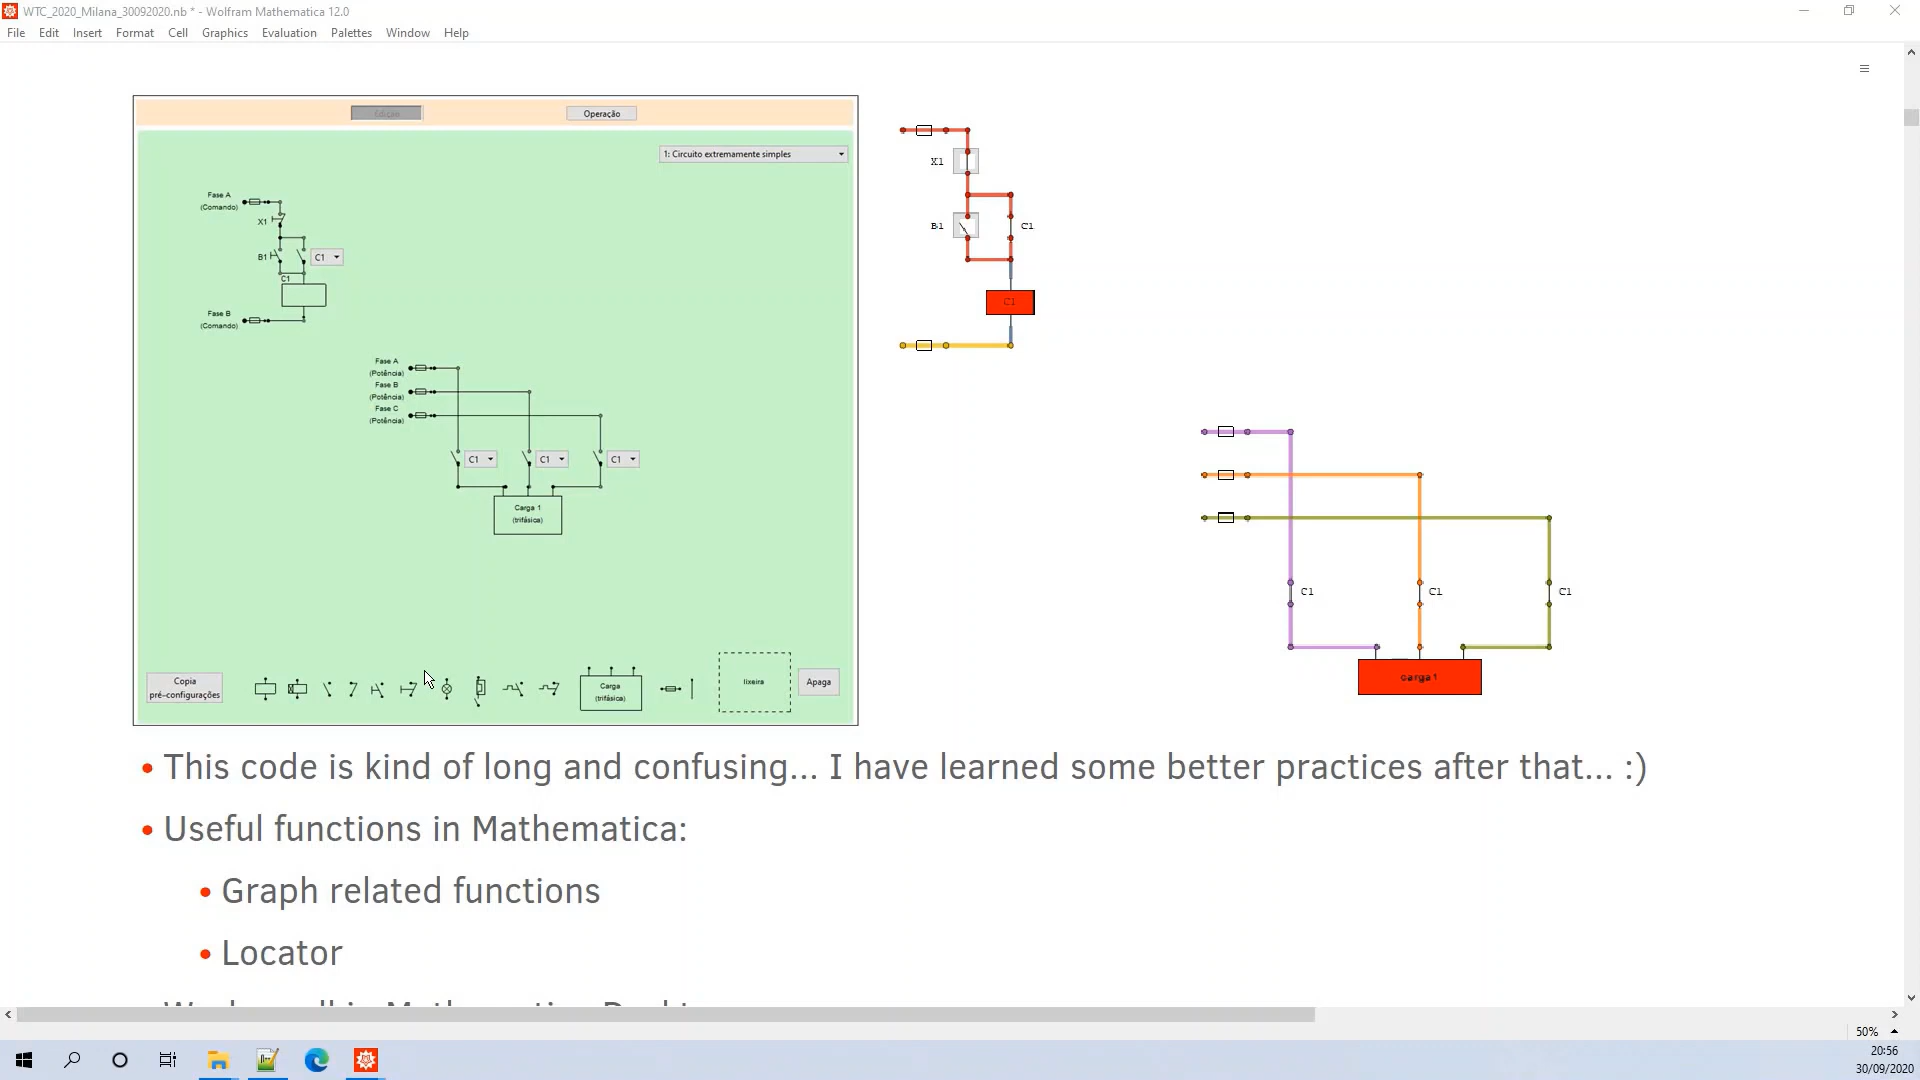 WTC_2020_Milana_30092020.nb * - Wolfram Mathematica 12.0
File Edit Insert Format Cell Graphics Evaluation Palettes Window Help
Edição
Operação
1: Circuito extremamente simples
Fase A
(Comando)
X1
B1
C1
C1
Fase B
(Comando)
Fase A
(Potência)
Fase B
(Potência)
Fase C
(Potência)
C1
C1
C1
Carga 1
(trifásica)
Copia
pré-configurações
Carga
(trifásica)
lixeira
Apaga
X1
B1
C1
C1
C1
C1
C1
carga 1
• This code is kind of long and confusing... I have learned some better practices after that... :)
• Useful functions in Mathematica:
• Graph related functions
• Locator
50%
20:56
30/09/2020